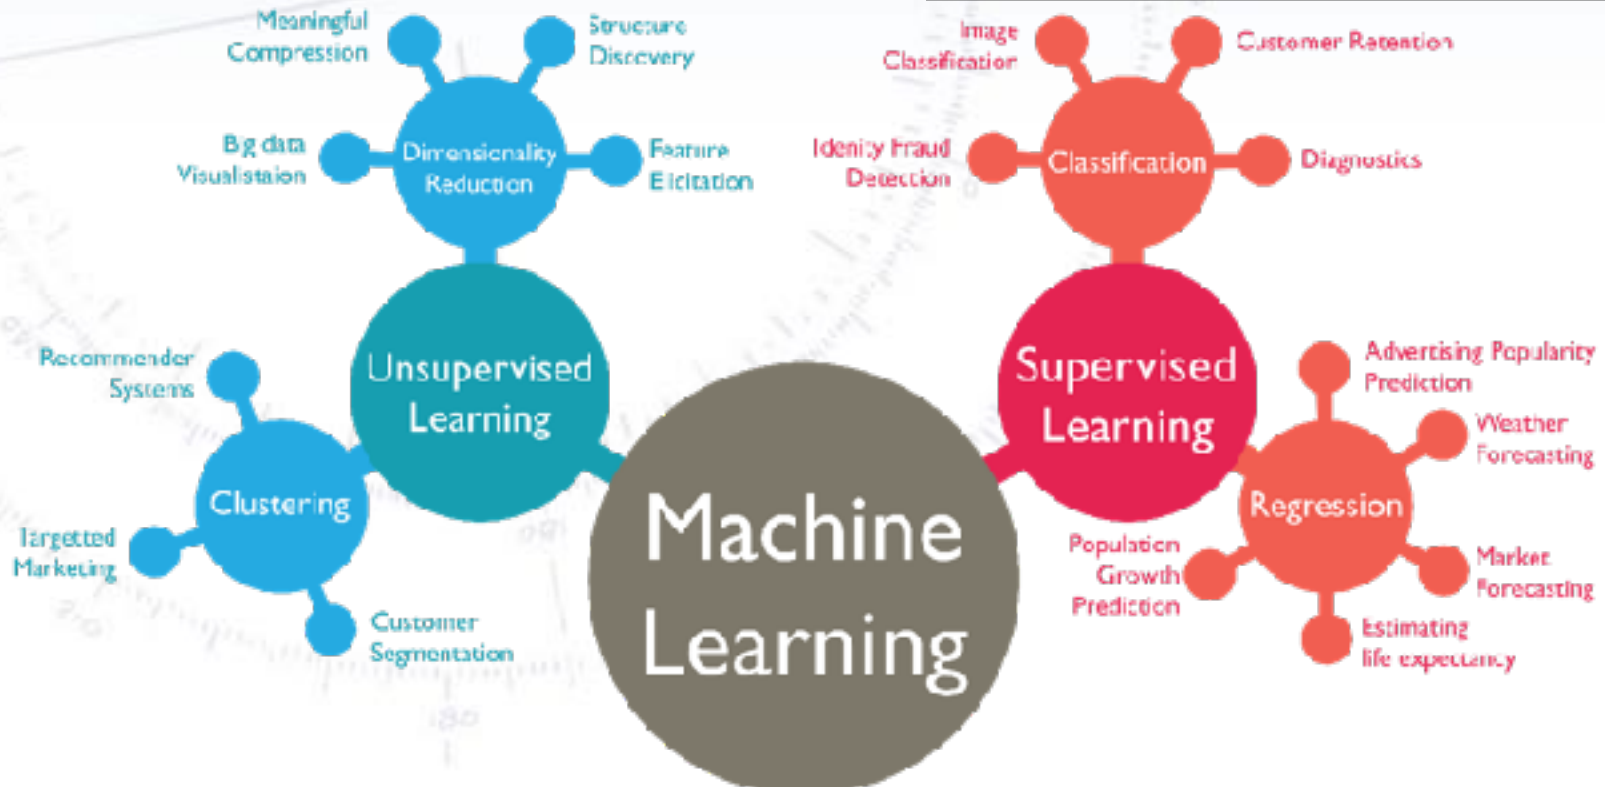 Meaningful
Compression
Structure
Discovery
Big data
Visualistaion
Dimensionality
Reduction
Feature
Elicitation
Unsupervised
Learning
Recommender
Systems
Clustering
Targetted
Marketing
Customer
Segmentation
Machine
Learning
Image
Classification
Customer Retention
Idenity Fraud
Detection
Classification
Diagnostics
Supervised
Learning
Advertising Popularity
Prediction
Weather
Forecasting
Regression
Population
Growth
Prediction
Market
Forecasting
Estimating
life expectancy
180